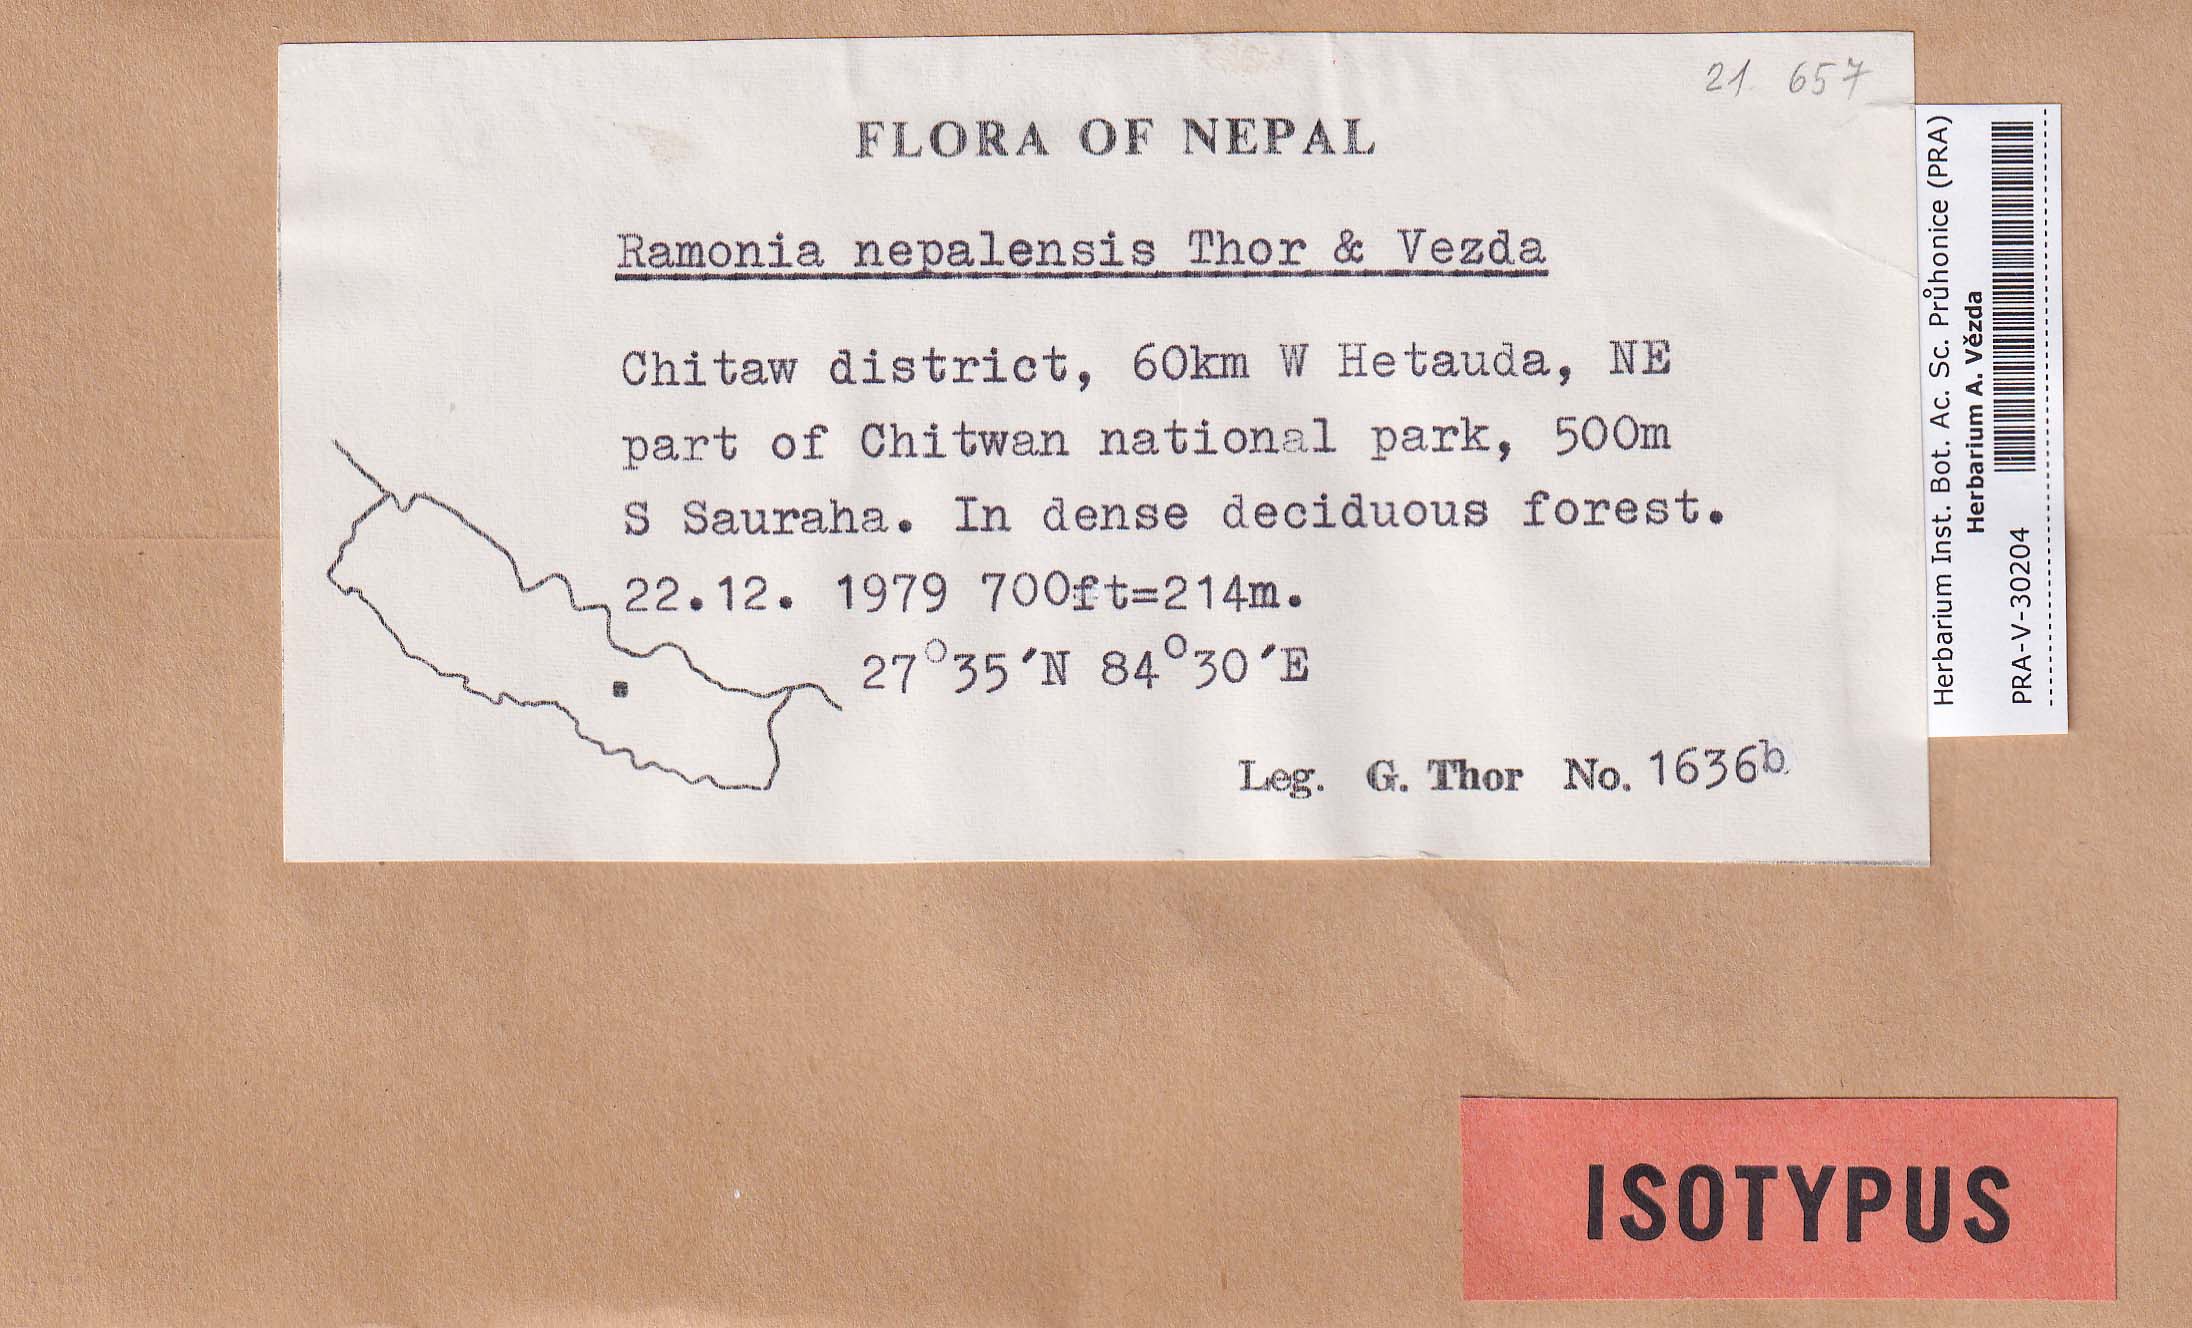 21 657
FLORA OF NEPAL
Ramonia nepalensis Thor & Vezda
Chitaw district, 60km W Hetauda, NE
part of Chitwan national park, 500m
S Sauraha. In dense deciduous forest.
22.12. 1979 700ft=214m.
27°35′N 84°30′E
Leg. G. Thor No. 1636b
Herbarium Inst. Bot. Ac. Sc. Průhonice (PRA)
Herbarium A. Vězda
PRA-V-30204
ISOTYPUS